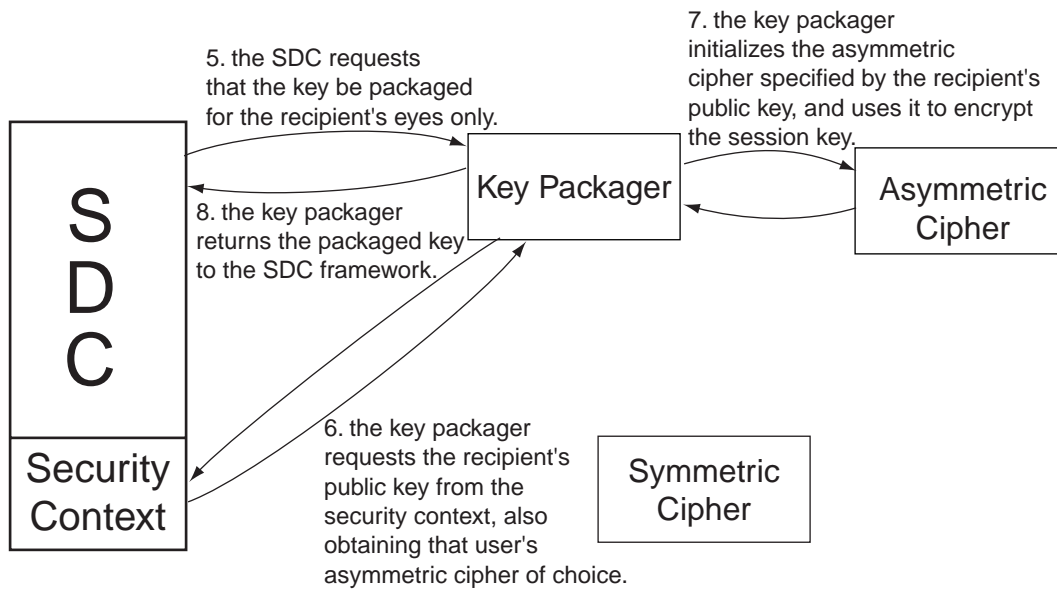 5. the SDC requests
that the key be packaged
for the recipient's eyes only.
7. the key packager
initializes the asymmetric
cipher specified by the recipient's
public key, and uses it to encrypt
the session key.
S
D
C
Key Packager
Asymmetric
Cipher
8. the key packager
returns the packaged key
to the SDC framework.
Security
Context
6. the key packager
requests the recipient's
public key from the
security context, also
obtaining that user's
asymmetric cipher of choice.
Symmetric
Cipher